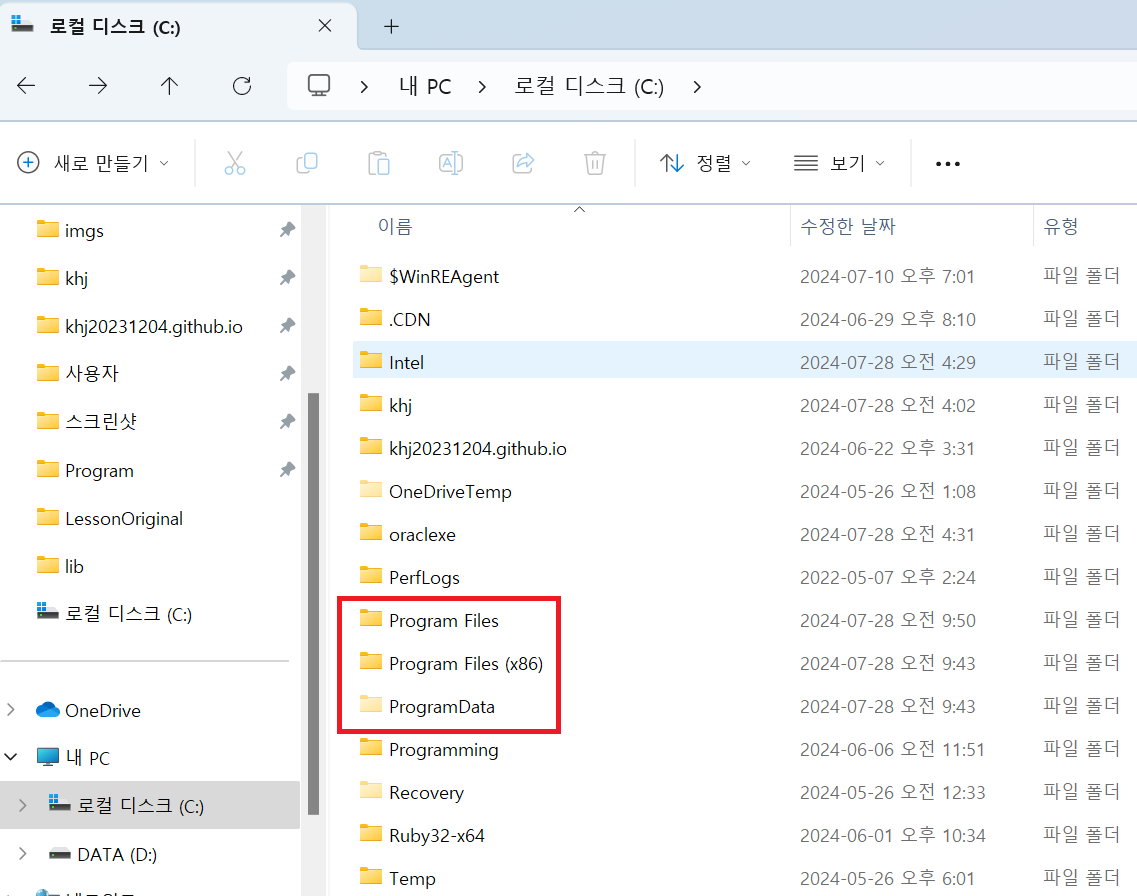 로컬 디스크 (C:)
내 PC 로컬 디스크 (C:)
새로 만들기 정렬 보기
imgs
khj
khj20231204.github.io
사용자
스크린샷
Program
LessonOriginal
lib
로컬 디스크 (C:)
OneDrive
내 PC
로컬 디스크 (C:)
DATA (D:)
이름 수정한 날짜 유형
$WinREAgent 2024-07-10 오후 7:01 파일 폴더
.CDN 2024-06-29 오후 8:10 파일 폴더
Intel 2024-07-28 오전 4:29 파일 폴더
khj 2024-07-28 오전 4:02 파일 폴더
khj20231204.github.io 2024-06-22 오후 3:31 파일 폴더
OneDriveTemp 2024-05-26 오전 1:08 파일 폴더
oraclexe 2024-07-28 오전 4:31 파일 폴더
PerfLogs 2022-05-07 오후 2:24 파일 폴더
Program Files 2024-07-28 오전 9:50 파일 폴더
Program Files (x86) 2024-07-28 오전 9:43 파일 폴더
ProgramData 2024-07-28 오전 9:43 파일 폴더
Programming 2024-06-06 오전 11:51 파일 폴더
Recovery 2024-05-26 오전 12:33 파일 폴더
Ruby32-x64 2024-06-01 오후 10:34 파일 폴더
Temp 2024-05-26 오후 6:01 파일 폴더